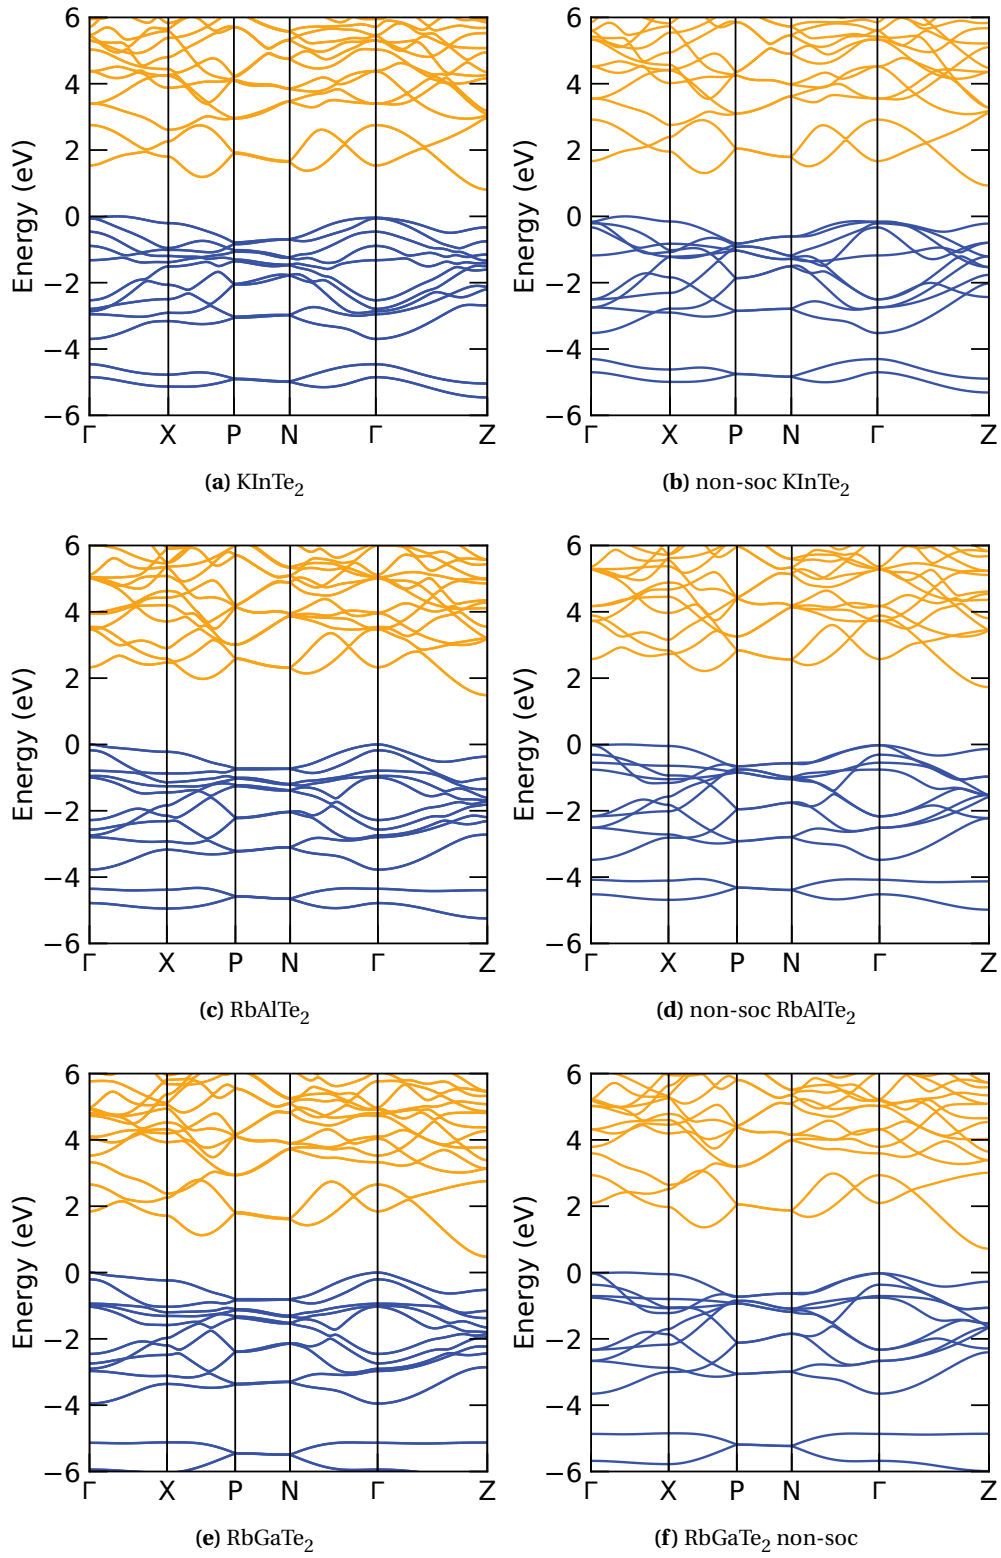 6
4
2
0
−2
−4
−6
Energy (eV)
Γ X P N Γ Z
(a) KInTe2
6
4
2
0
−2
−4
−6
Energy (eV)
Γ X P N Γ Z
(b) non-soc KInTe2
6
4
2
0
−2
−4
−6
Energy (eV)
Γ X P N Γ Z
(c) RbAlTe2
6
4
2
0
−2
−4
−6
Energy (eV)
Γ X P N Γ Z
(d) non-soc RbAlTe2
6
4
2
0
−2
−4
−6
Energy (eV)
Γ X P N Γ Z
(e) RbGaTe2
6
4
2
0
−2
−4
−6
Energy (eV)
Γ X P N Γ Z
(f) RbGaTe2 non-soc